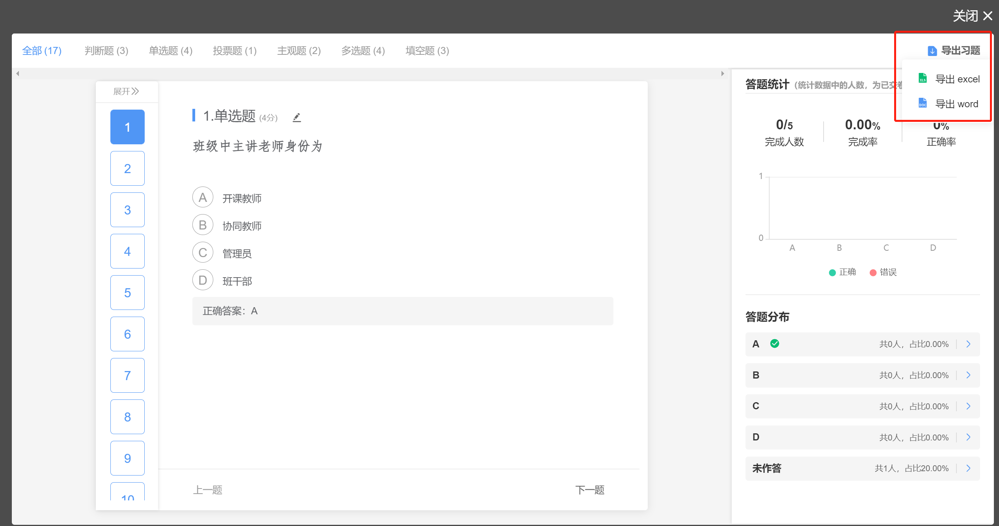 关闭
全部 (17) 判断题 (3) 单选题 (4) 投票题 (1) 主观题 (2) 多选题 (4) 填空题 (3)
导出习题
XLS 导出 excel
DOC 导出 word
展开
1
2
3
4
5
6
7
8
9
10
1.单选题 (4分)
班级中主讲老师身份为
A 开课教师
B 协同教师
C 管理员
D 班干部
正确答案：A
上一题 下一题
答题统计 (统计数据中的人数，为已交卷
0/5 0.00% 0%
完成人数 完成率 正确率
1
0
A B C D
正确 错误
答题分布
A 共0人，占比0.00%
B 共0人，占比0.00%
C 共0人，占比0.00%
D 共0人，占比0.00%
未作答 共1人，占比20.00%